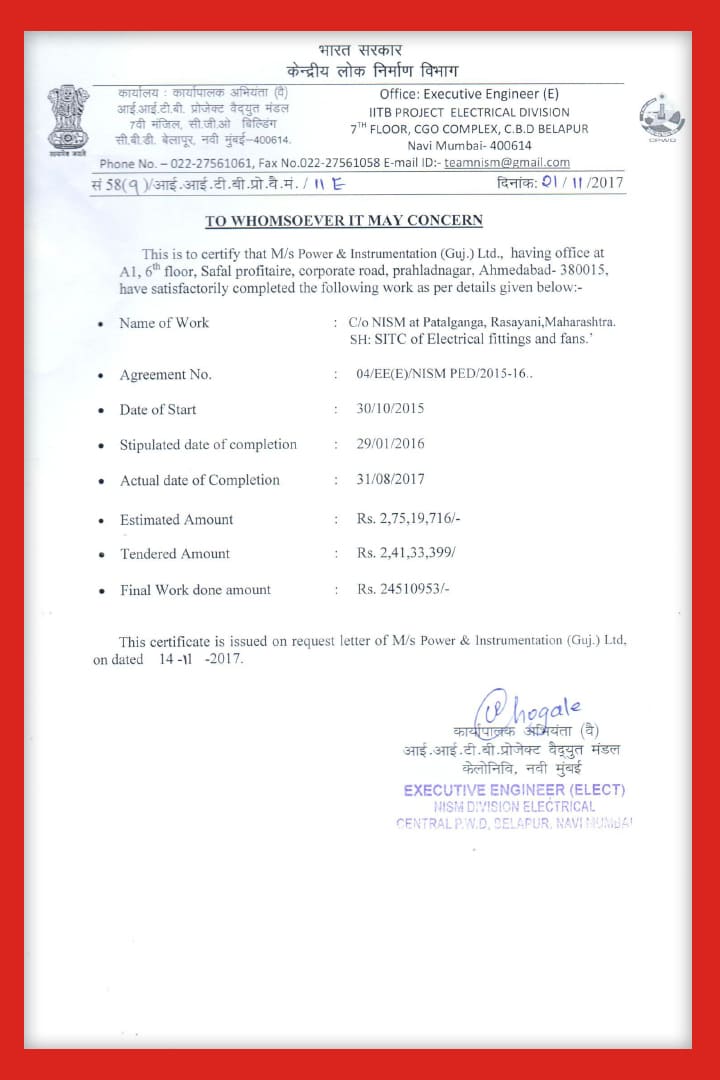 भारत सरकार
केन्द्रीय लोक निर्माण विभाग
कार्यालय : कार्यापालक अभियंता (वै)
आई.आई.टी.बी. प्रोजेक्ट वैद्युत मंडल
7वी मंजिल, सी.जी.ओ बिल्डिंग
सी.बी.डी. बेलापूर, नवी मुंबई–400614.
सत्यमेव जयते
Office: Executive Engineer (E)
IITB PROJECT ELECTRICAL DIVISION
7TH FLOOR, CGO COMPLEX, C.B.D BELAPUR
Navi Mumbai- 400614
CPWD
Phone No. – 022-27561061, Fax No.022-27561058 E-mail ID:- teamnism@gmail.com
सं 58(9)/आई.आई.टी.बी.प्रो.वै.मं. / 11 E दिनांक: 21/11/2017
TO WHOMSOEVER IT MAY CONCERN
This is to certify that M/s Power & Instrumentation (Guj.) Ltd., having office at
A1, 6th floor, Safal profitaire, corporate road, prahladnagar, Ahmedabad- 380015,
have satisfactorily completed the following work as per details given below:-
• Name of Work : C/o NISM at Patalganga, Rasayani,Maharashtra.
SH: SITC of Electrical fittings and fans.'
• Agreement No. : 04/EE(E)/NISM PED/2015-16..
• Date of Start : 30/10/2015
• Stipulated date of completion : 29/01/2016
• Actual date of Completion : 31/08/2017
• Estimated Amount : Rs. 2,75,19,716/-
• Tendered Amount : Rs. 2,41,33,399/
• Final Work done amount : Rs. 24510953/-
This certificate is issued on request letter of M/s Power & Instrumentation (Guj.) Ltd,
on dated 14-11 -2017.
कार्यापालक अभियंता (वै)
आई.आई.टी.बी.प्रोजेक्ट वैद्युत मंडल
केलोनिवि, नवी मुंबई
EXECUTIVE ENGINEER (ELECT)
NISM DIVISION ELECTRICAL
CENTRAL P.W.D, BELAPUR, NAVI MUMBAI